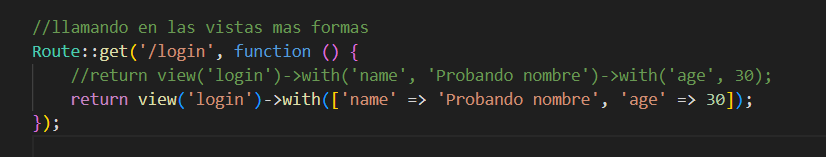 //llamando en las vistas mas formas
Route::get('/login', function () {
    //return view('login')->with('name', 'Probando nombre')->with('age', 30);
    return view('login')->with(['name' => 'Probando nombre', 'age' => 30]);
});